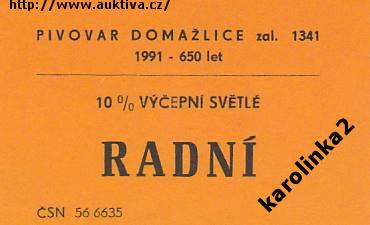 http://www.auktiva.cz/
PIVOVAR DOMAŽLICE zal. 1341
1991 - 650 let
10 % VÝČEPNÍ SVĚTLÉ
RADNÍ
ČSN 56 6635
karolinka2